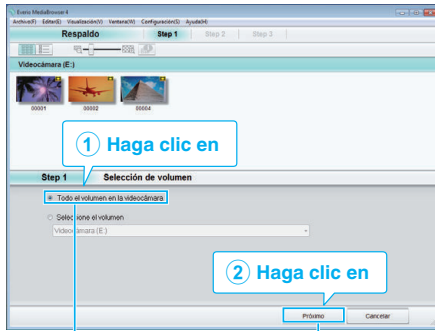 Everio MediaBrowser 4
Archivo(F) Editar(E) Visualización(V) Ventana(W) Configuración(S) Ayuda(H)
Respaldo Step 1 Step 2 Step 3
Videocámara (E:)
00001 00002 00004
1 Haga clic en
Step 1 Selección de volumen
Todo el volumen en la videocámara
Seleccione el volumen
Videocámara (E:)
2 Haga clic en
Próximo Cancelar